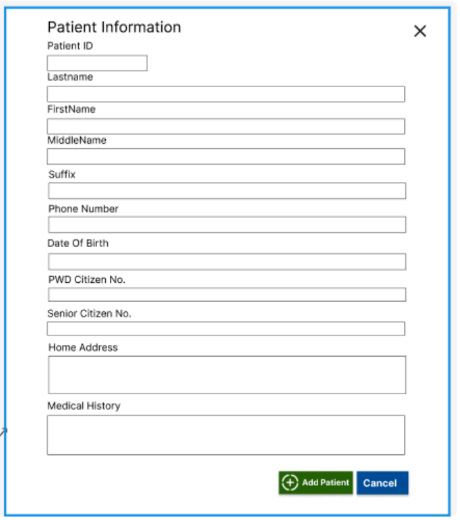 Patient Information
Patient ID
Lastname
FirstName
MiddleName
Suffix
Phone Number
Date Of Birth
PWD Citizen No.
Senior Citizen No.
Home Address
Medical History
Add Patient
Cancel